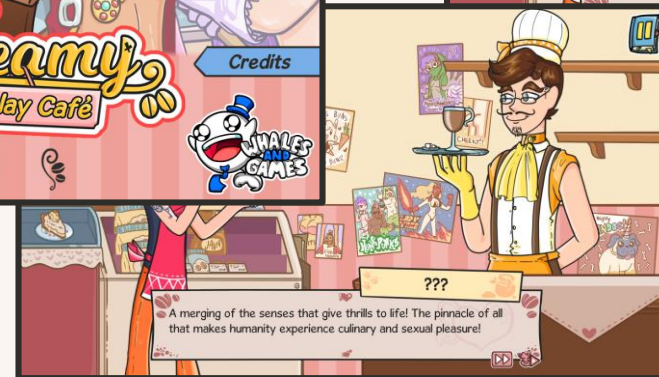 eamy
lay Café
Credits
WHALES
AND
GAMES
CHEEKY!
???
A merging of the senses that give thrills to life! The pinnacle of all
that makes humanity experience culinary and sexual pleasure!